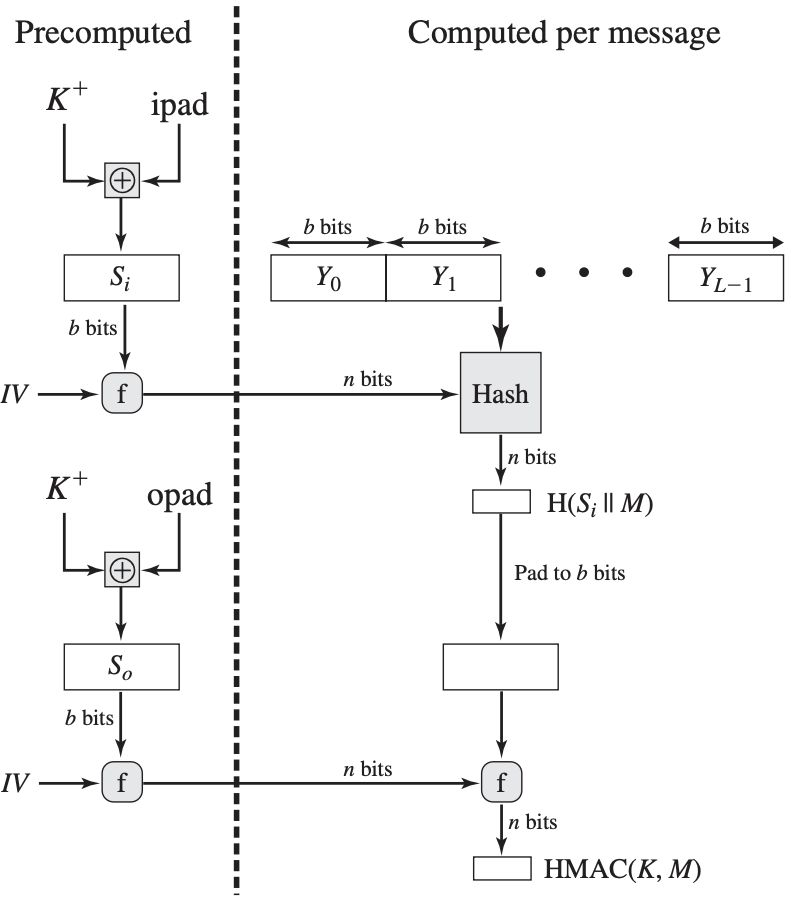 Precomputed
Computed per message
K+ ipad
⊕
b bits b bits b bits
Si
Y0 Y1 • • • YL−1
b bits
IV f n bits Hash
n bits
H(Si || M)
K+ opad
⊕
Pad to b bits
So
b bits
IV f n bits f
n bits
HMAC(K, M)